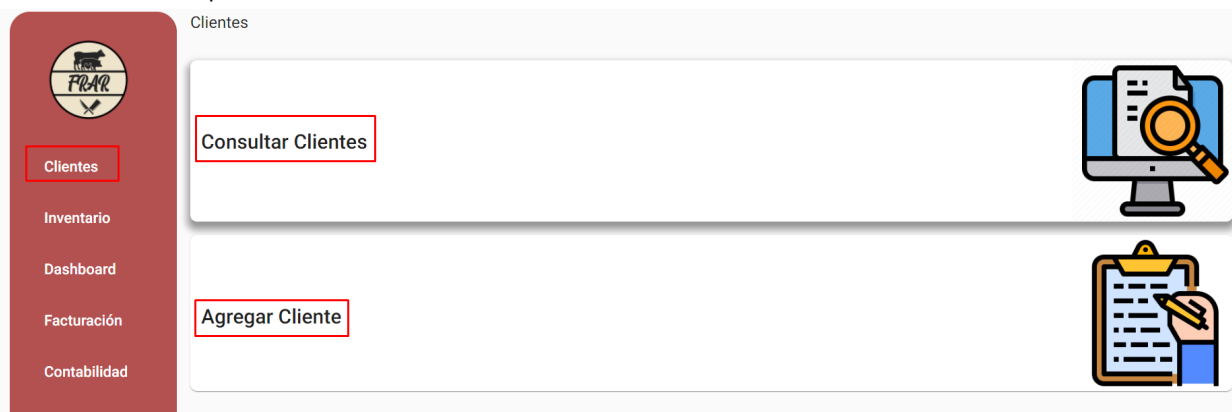 Clientes
FRAR
Clientes
Inventario
Dashboard
Facturación
Contabilidad
Consultar Clientes
Agregar Cliente